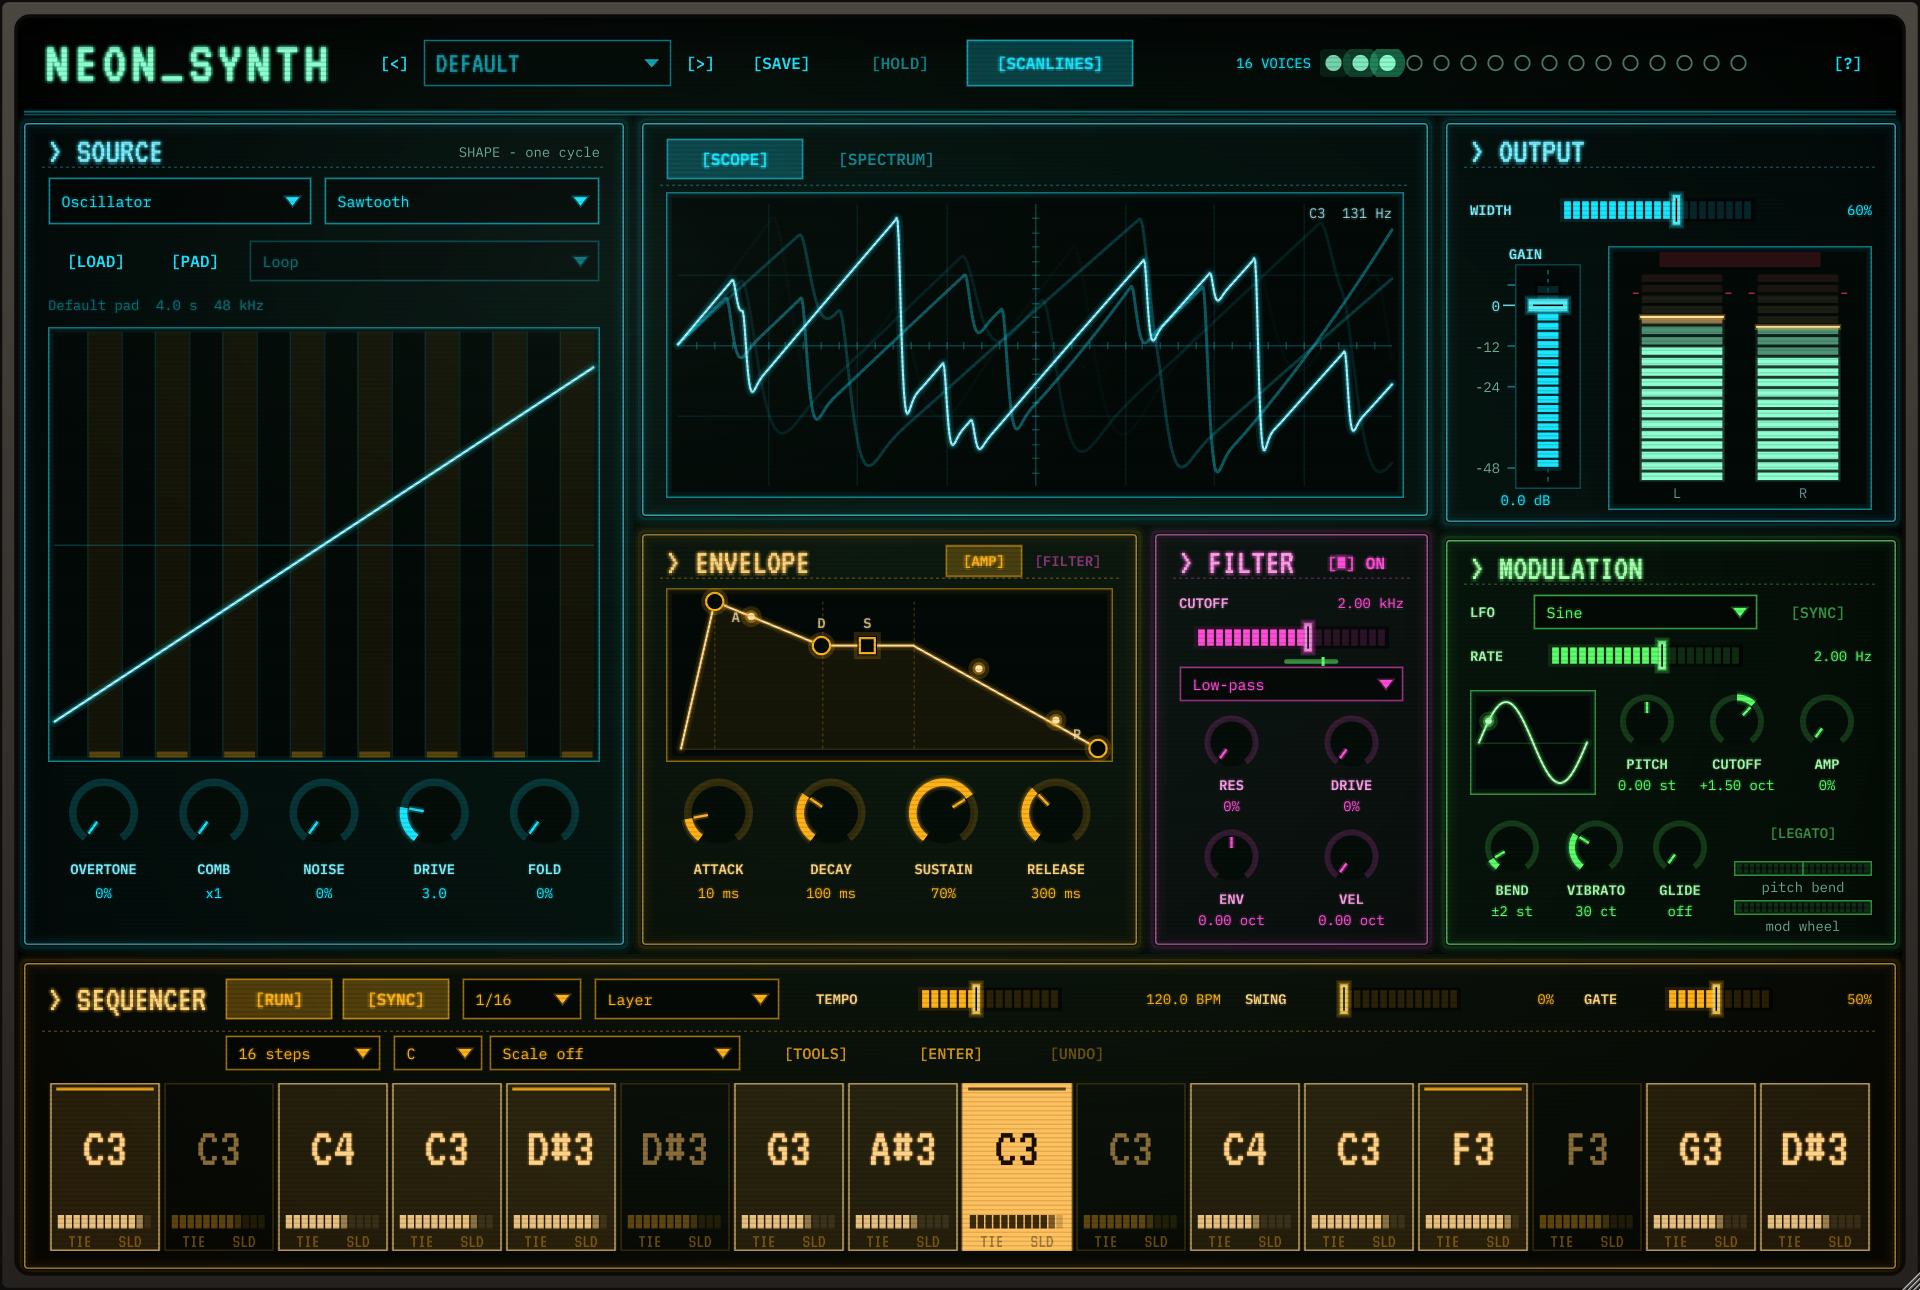 NEON_SYNTH [<] DEFAULT [>] [SAVE] [HOLD] [SCANLINES] 16 VOICES [?]
❯ SOURCE SHAPE - one cycle
Oscillator Sawtooth
[LOAD] [PAD] Loop
Default pad 4.0 s 48 kHz
OVERTONE COMB NOISE DRIVE FOLD
0% x1 0% 3.0 0%
[SCOPE] [SPECTRUM]
C3 131 Hz
❯ OUTPUT
WIDTH 60%
GAIN
0
-12
-24
-48
0.0 dB
L R
❯ ENVELOPE [AMP] [FILTER]
A D S R
ATTACK DECAY SUSTAIN RELEASE
10 ms 100 ms 70% 300 ms
❯ FILTER [■] ON
CUTOFF 2.00 kHz
Low-pass
RES DRIVE
0% 0%
ENV VEL
0.00 oct 0.00 oct
❯ MODULATION
LFO Sine [SYNC]
RATE 2.00 Hz
PITCH CUTOFF AMP
0.00 st +1.50 oct 0%
[LEGATO]
BEND VIBRATO GLIDE pitch bend
±2 st 30 ct off
mod wheel
❯ SEQUENCER [RUN] [SYNC] 1/16 Layer TEMPO 120.0 BPM SWING 0% GATE 50%
16 steps C Scale off [TOOLS] [ENTER] [UNDO]
C3 C3 C4 C3 D#3 D#3 G3 A#3 C3 C3 C4 C3 F3 F3 G3 D#3
TIE SLD TIE SLD TIE SLD TIE SLD TIE SLD TIE SLD TIE SLD TIE SLD TIE SLD TIE SLD TIE SLD TIE SLD TIE SLD TIE SLD TIE SLD TIE SLD